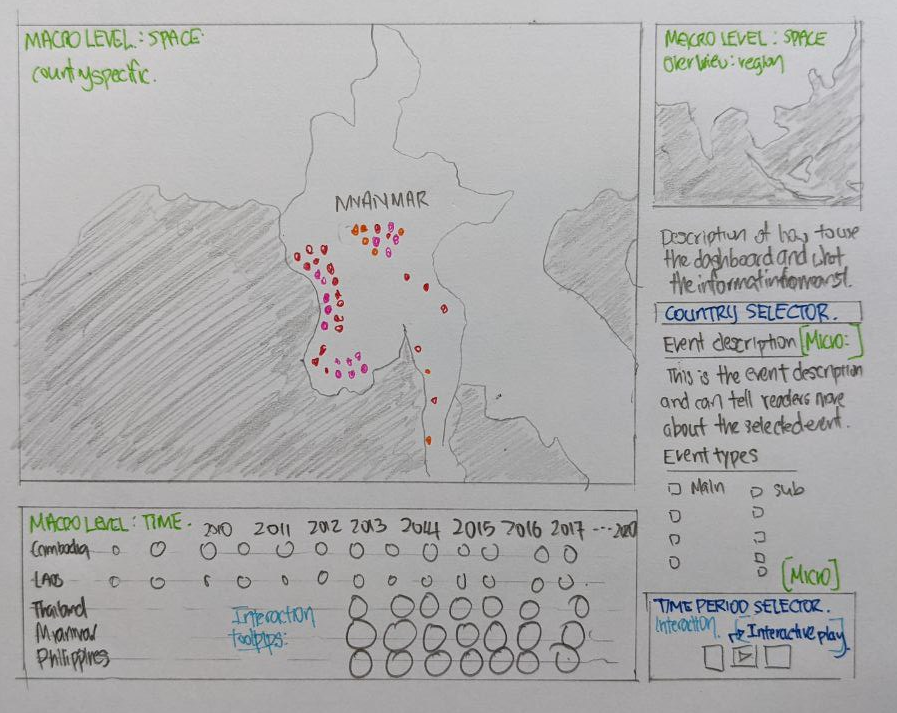 MACRO LEVEL: SPACE
countryspecific.
MYANMAR
MACRO LEVEL: SPACE
Overview: region
Description of how to use
the dashboard and what
the information means.
COUNTRY SELECTOR.
Event description [MICRO:]
This is the event description
and can tell readers more
about the selected event.
Event types
Main sub
[MICRO]
MACRO LEVEL: TIME.
2010 2011 2012 2013 2014 2015 2016 2017 --- 2020
Cambodia
LAOS
Thailand
Myanmar
Philippines
Interaction
tooltips:
TIME PERIOD SELECTOR.
Interaction. [→ Interactive play]